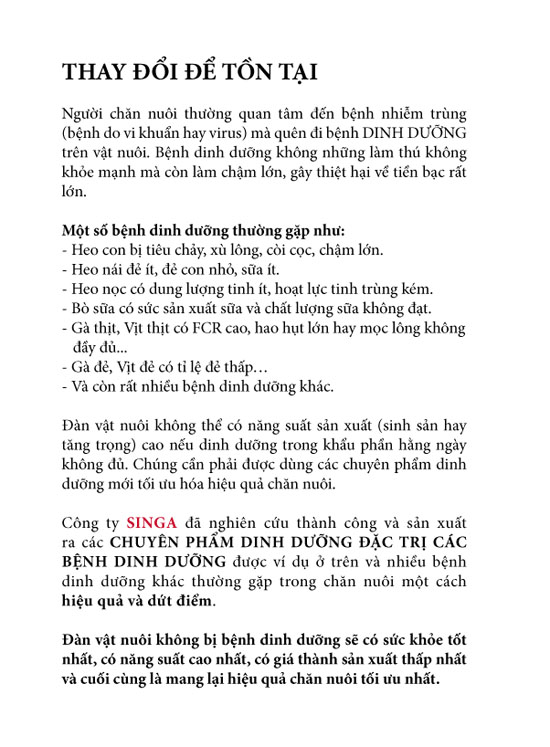 THAY ĐỔI ĐỂ TỒN TẠI
Người chăn nuôi thường quan tâm đến bệnh nhiễm trùng
(bệnh do vi khuẩn hay virus) mà quên đi bệnh DINH DƯỠNG
trên vật nuôi. Bệnh dinh dưỡng không những làm thú không
khỏe mạnh mà còn làm chậm lớn, gây thiệt hại về tiền bạc rất
lớn.
Một số bệnh dinh dưỡng thường gặp như:
- Heo con bị tiêu chảy, xù lông, còi cọc, chậm lớn.
- Heo nái đẻ ít, đẻ con nhỏ, sữa ít.
- Heo nọc có dung lượng tinh ít, hoạt lực tinh trùng kém.
- Bò sữa có sức sản xuất sữa và chất lượng sữa không đạt.
- Gà thịt, Vịt thịt có FCR cao, hao hụt lớn hay mọc lông không
đầy đủ...
- Gà đẻ, Vịt đẻ có tỉ lệ đẻ thấp…
- Và còn rất nhiều bệnh dinh dưỡng khác.
Đàn vật nuôi không thể có năng suất sản xuất (sinh sản hay
tăng trọng) cao nếu dinh dưỡng trong khẩu phần hằng ngày
không đủ. Chúng cần phải được dùng các chuyên phẩm dinh
dưỡng mới tối ưu hóa hiệu quả chăn nuôi.
Công ty SINGA đã nghiên cứu thành công và sản xuất
ra các CHUYÊN PHẨM DINH DƯỠNG ĐẶC TRỊ CÁC
BỆNH DINH DƯỠNG được ví dụ ở trên và nhiều bệnh
dinh dưỡng khác thường gặp trong chăn nuôi một cách
hiệu quả và dứt điểm.
Đàn vật nuôi không bị bệnh dinh dưỡng sẽ có sức khỏe tốt
nhất, có năng suất cao nhất, có giá thành sản xuất thấp nhất
và cuối cùng là mang lại hiệu quả chăn nuôi tối ưu nhất.